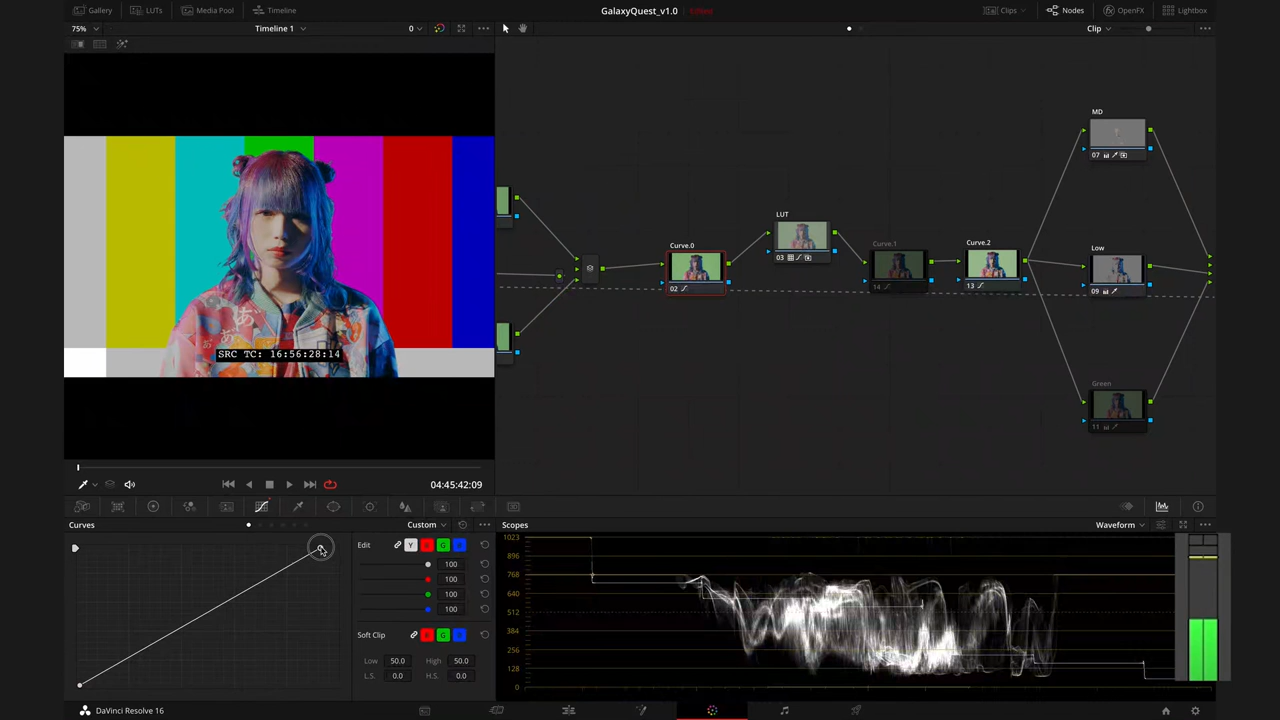 Gallery LUTs Media Pool Timeline GalaxyQuest_v1.0 Clips Nodes OpenFX Lightbox
75% Timeline 1 0 Clip
MD
07
LUT
03
Curve.0
02
Curve.1
14
Curve.2
13
Low
09
Green
11
SRC TC: 16:56:28:14
04:45:42:09
Curves Custom
Edit Y R G B
100
100
100
100
Soft Clip R G B
Low 50.0 High 50.0
L.S. 0.0 H.S. 0.0
Scopes Waveform
1023
896
768
640
512
384
256
128
0
DaVinci Resolve 16